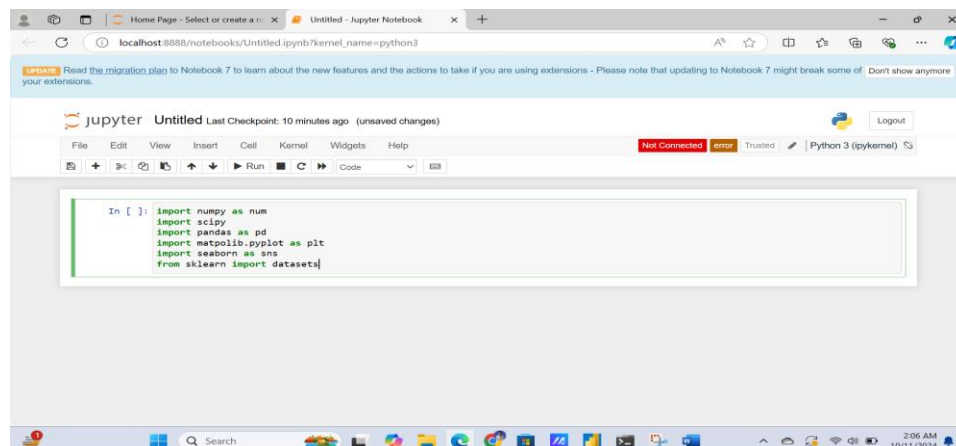 Home Page - Select or create a n
Untitled - Jupyter Notebook
localhost:8888/notebooks/Untitled.ipynb?kernel_name=python3
UPDATE Read the migration plan to Notebook 7 to learn about the new features and the actions to take if you are using extensions - Please note that updating to Notebook 7 might break some of your extensions.
Don't show anymore
jupyter Untitled Last Checkpoint: 10 minutes ago (unsaved changes)
Logout
File Edit View Insert Cell Kernel Widgets Help
Not Connected error Trusted Python 3 (ipykernel)
Run Code
In [ ]: import numpy as num
import scipy
import pandas as pd
import matpolib.pyplot as plt
import seaborn as sns
from sklearn import datasets
Search
2:06 AM
10/11/2024